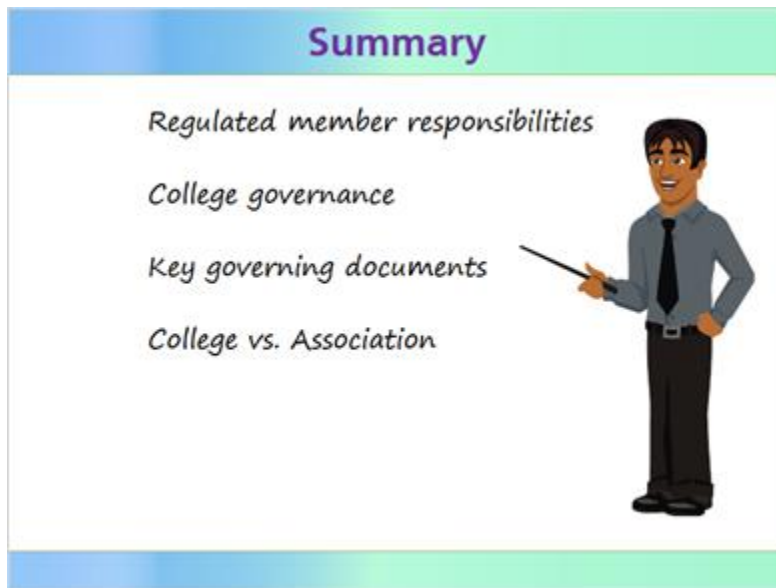 Summary
Regulated member responsibilities
College governance
Key governing documents
College vs. Association